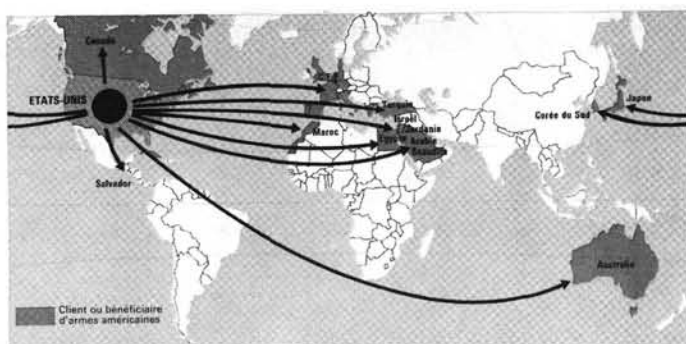 Canada
ETATS-UNIS
C.E.E.
Turquie
Israël
Jordanie
Maroc
Egypte
Arabie
Saoudite
Salvador
Corée du Sud
Japon
Australie
Client ou bénéficiaire
d'armes américaines